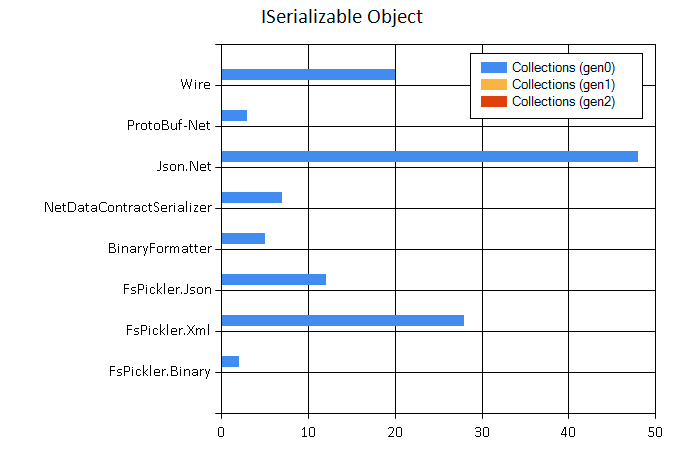 ISerializable Object
Collections (gen0)
Collections (gen1)
Collections (gen2)
Wire
ProtoBuf-Net
Json.Net
NetDataContractSerializer
BinaryFormatter
FsPickler.Json
FsPickler.Xml
FsPickler.Binary
0 10 20 30 40 50